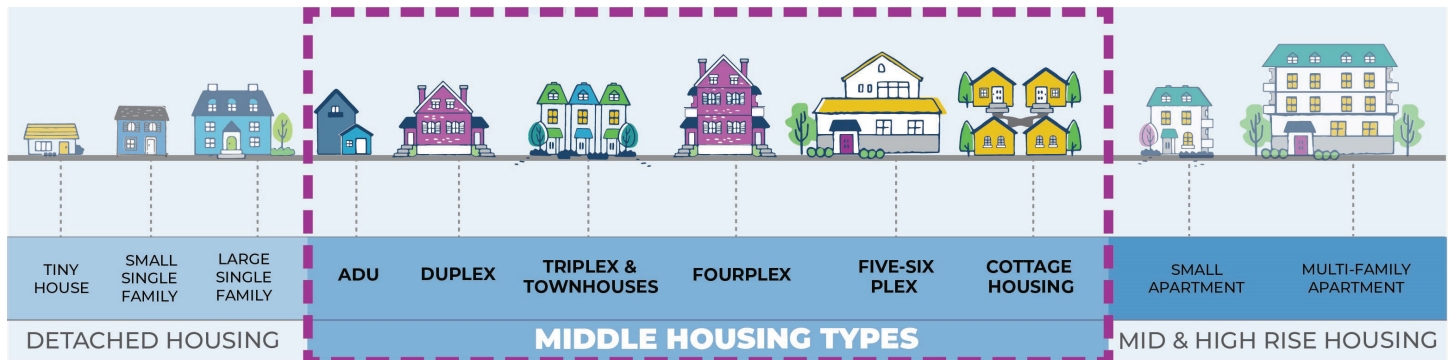 TINY
HOUSE
SMALL
SINGLE
FAMILY
LARGE
SINGLE
FAMILY
ADU
DUPLEX
TRIPLEX &
TOWNHOUSES
FOURPLEX
FIVE-SIX
PLEX
COTTAGE
HOUSING
SMALL
APARTMENT
MULTI-FAMILY
APARTMENT
DETACHED HOUSING
MIDDLE HOUSING TYPES
MID & HIGH RISE HOUSING